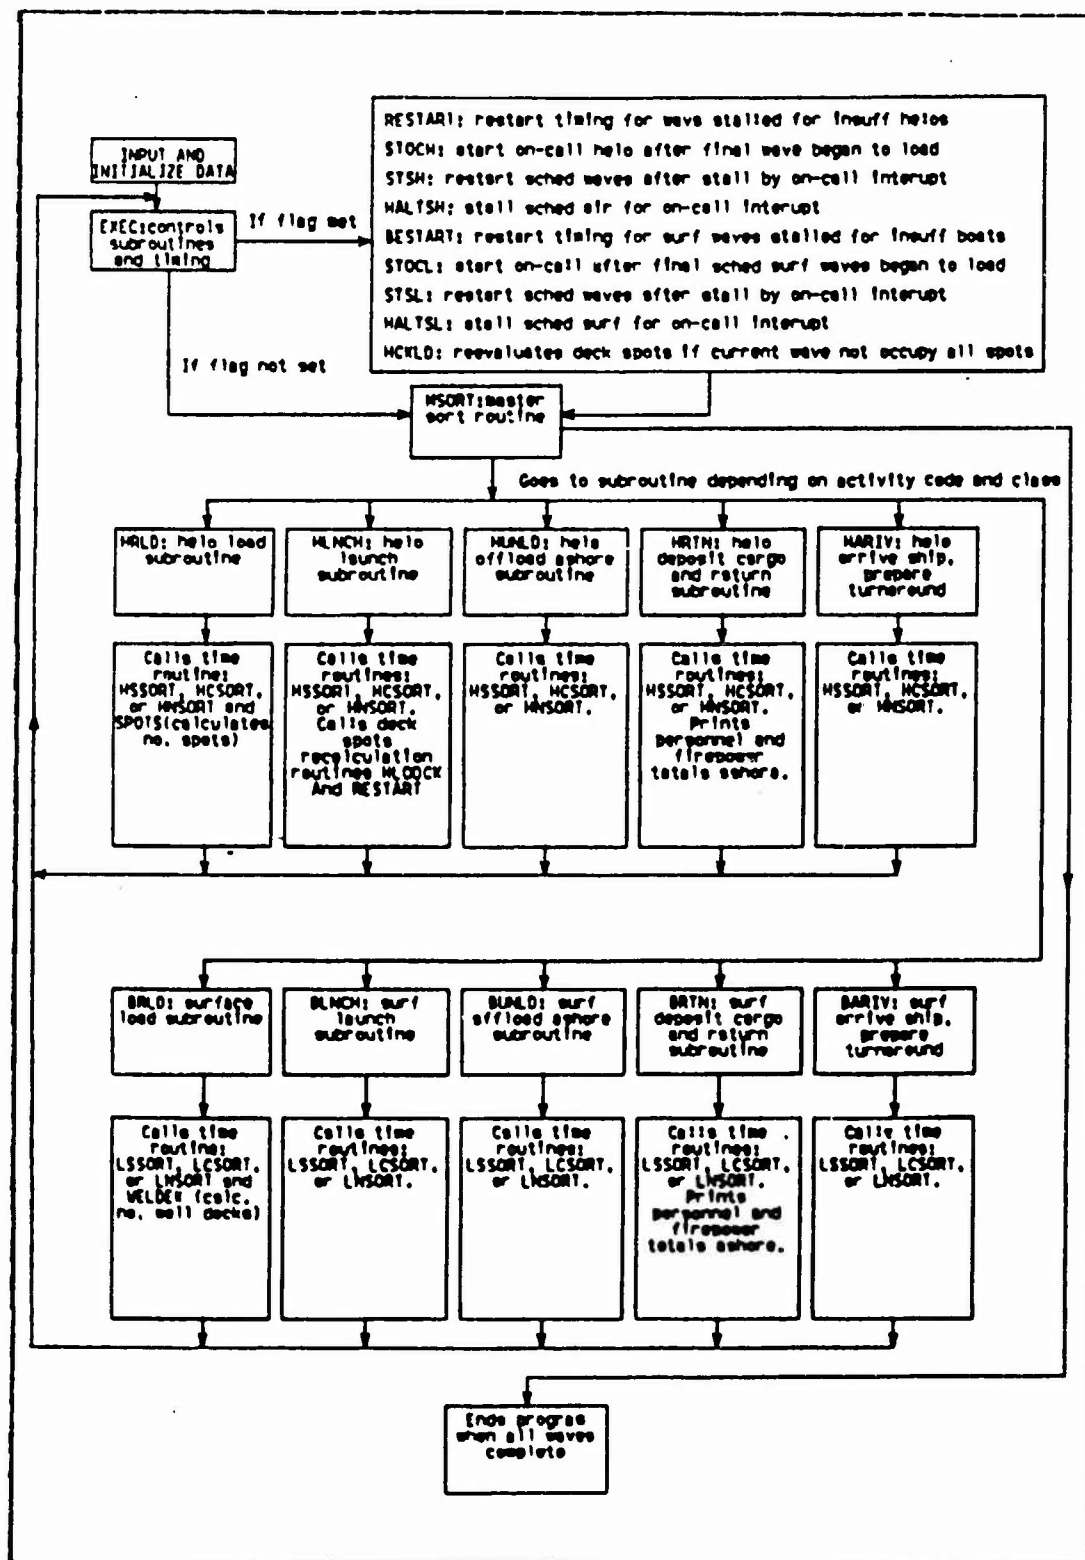 INPUT AND
INITIALIZE DATA
EXEC:controls
subroutines
and timing
If flag set
RESTART: restart timing for wave stalled for insuff helos
STOCH: start on-call helo after final wave began to load
STSH: restart sched waves after stall by on-call interupt
HALTSH: stall sched air for on-call interupt
BESTART: restart timing for surf waves stalled for insuff boats
STOCL: start on-call after final sched surf waves began to load
STSL: restart sched waves after stall by on-call interupt
HALTSL: stall sched surf for on-call interupt
HCKLD: reevaluates deck spots if current wave not occupy all spots
If flag not set
MSORT:master
sort routine
Goes to subroutine depending on activity code and class
HRLD: helo load
subroutine
HLNCH: helo
launch
subroutine
HUNLD: helo
offload ashore
subroutine
HRTN: helo
deposit cargo
and return
subroutine
HARIV: helo
arrive ship,
prepare
turnaround
Calls time
routine:
HSSORT, HCSORT,
or HNSORT and
SPOTS(calculates
no. spots)
Calls time
routines:
HSSORT, HCSORT,
or HNSORT.
Calls deck
spots
recalculation
routines HLDOCK
And RESTART
Calls time
routines:
HSSORT, HCSORT,
or HNSORT.
Calls time
routines:
HSSORT, HCSORT,
or HNSORT.
Prints
personnel and
firepower
totals ashore.
Calls time
routines:
HSSORT, HCSORT,
or HNSORT.
BRLD: surface
load subroutine
BLNCH: surf
launch
subroutine
BUNLD: surf
offload ashore
subroutine
BRTN: surf
deposit cargo
and return
subroutine
BARIV: surf
arrive ship,
prepare
turnaround
Calls time
routine:
LSSORT, LCSORT,
or LNSORT and
WELDEK (calc.
no. well decks)
Calls time
routines:
LSSORT, LCSORT,
or LNSORT.
Calls time
routines:
LSSORT, LCSORT,
or LNSORT.
Calls time
routines:
LSSORT, LCSORT,
or LNSORT.
Prints
personnel and
firepower
totals ashore.
Calls time
routines:
LSSORT, LCSORT,
or LNSORT.
Ends program
when all waves
complete